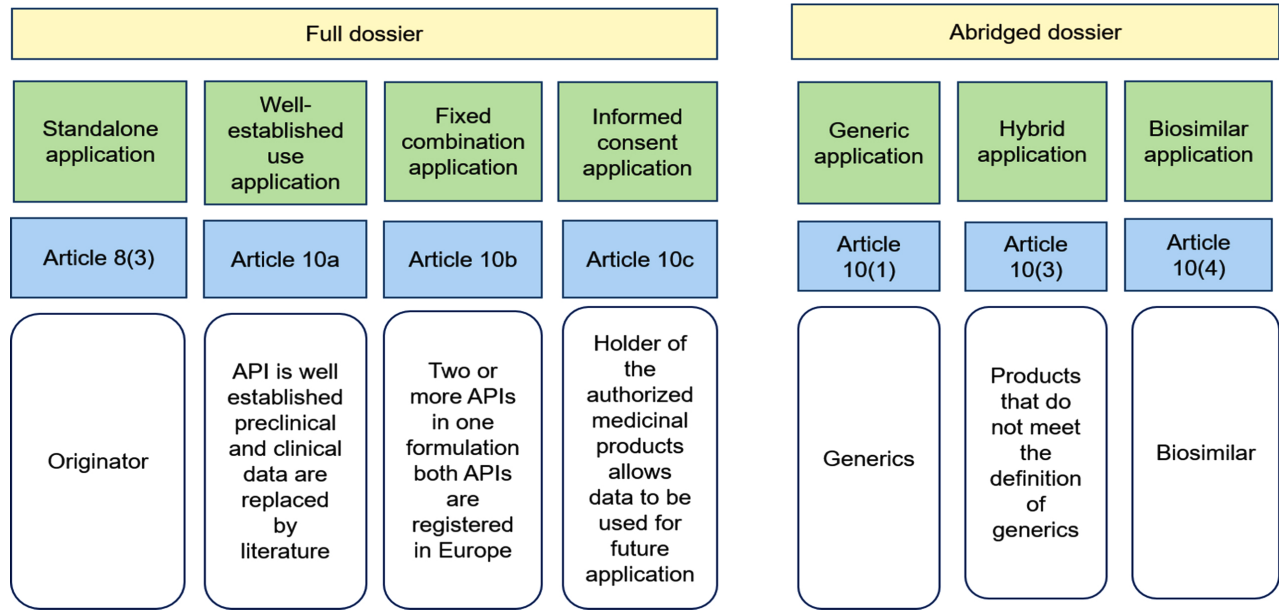 Full dossier
Abridged dossier
Standalone
application
Well-
established
use
application
Fixed
combination
application
Informed
consent
application
Generic
application
Hybrid
application
Biosimilar
application
Article 8(3)
Article 10a
Article 10b
Article 10c
Article
10(1)
Article
10(3)
Article
10(4)
Originator
API is well
established
preclinical
and clinical
data are
replaced
by
literature
Two or
more APIs
in one
formulation
both APIs
are
registered
in Europe
Holder of
the
authorized
medicinal
products
allows
data to be
used for
future
application
Generics
Products
that do
not meet
the
definition
of
generics
Biosimilar